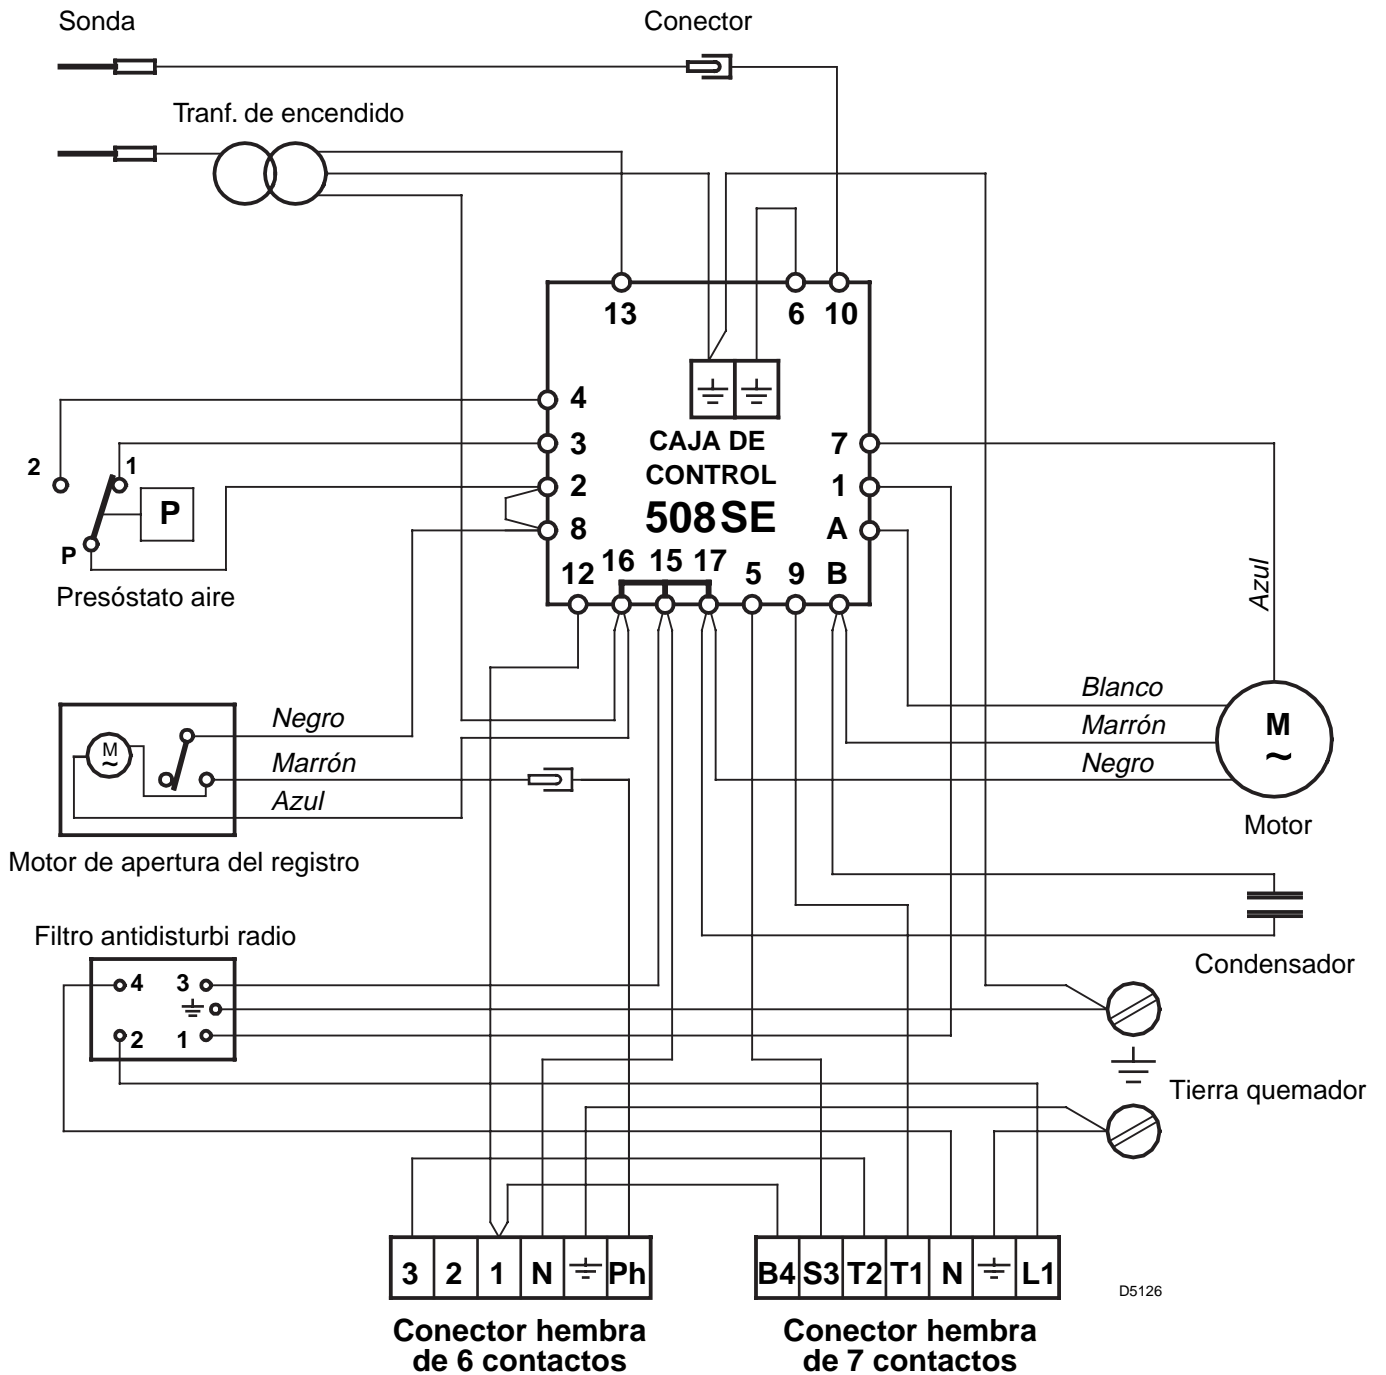 Sonda
Conector
Tranf. de encendido
13
6
10
4
3
2
8
CAJA DE
CONTROL
508 SE
7
1
A
12
16
15
17
5
9
B
2
1
P
P
Presóstato aire
Azul
Blanco
Marrón
Negro
M
~
Motor
Negro
Marrón
Azul
M
~
Motor de apertura del registro
Condensador
Filtro antidisturbi radio
4
3
2
1
Tierra quemador
3
2
1
N
Ph
B4
S3
T2
T1
N
L1
D5126
Conector hembra
de 6 contactos
Conector hembra
de 7 contactos